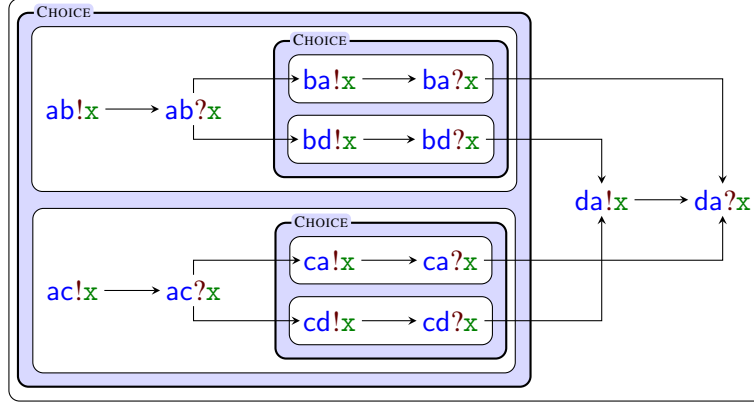 CHOICE
CHOICE
ba!x ba?x
ab!x ab?x
bd!x bd?x
da!x da?x
CHOICE
ca!x ca?x
ac!x ac?x
cd!x cd?x